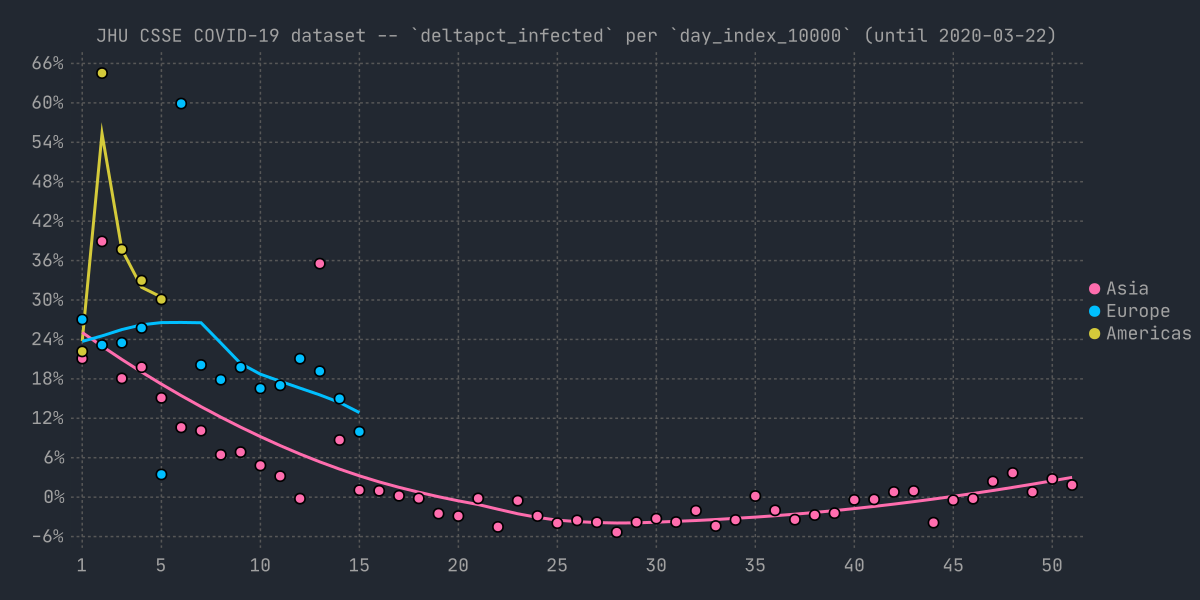 JHU CSSE COVID-19 dataset -- `deltapct_infected` per `day_index_10000` (until 2020-03-22)
66%
60%
54%
48%
42%
36%
30%
24%
18%
12%
6%
0%
-6%
1 5 10 15 20 25 30 35 40 45 50
Asia
Europe
Americas